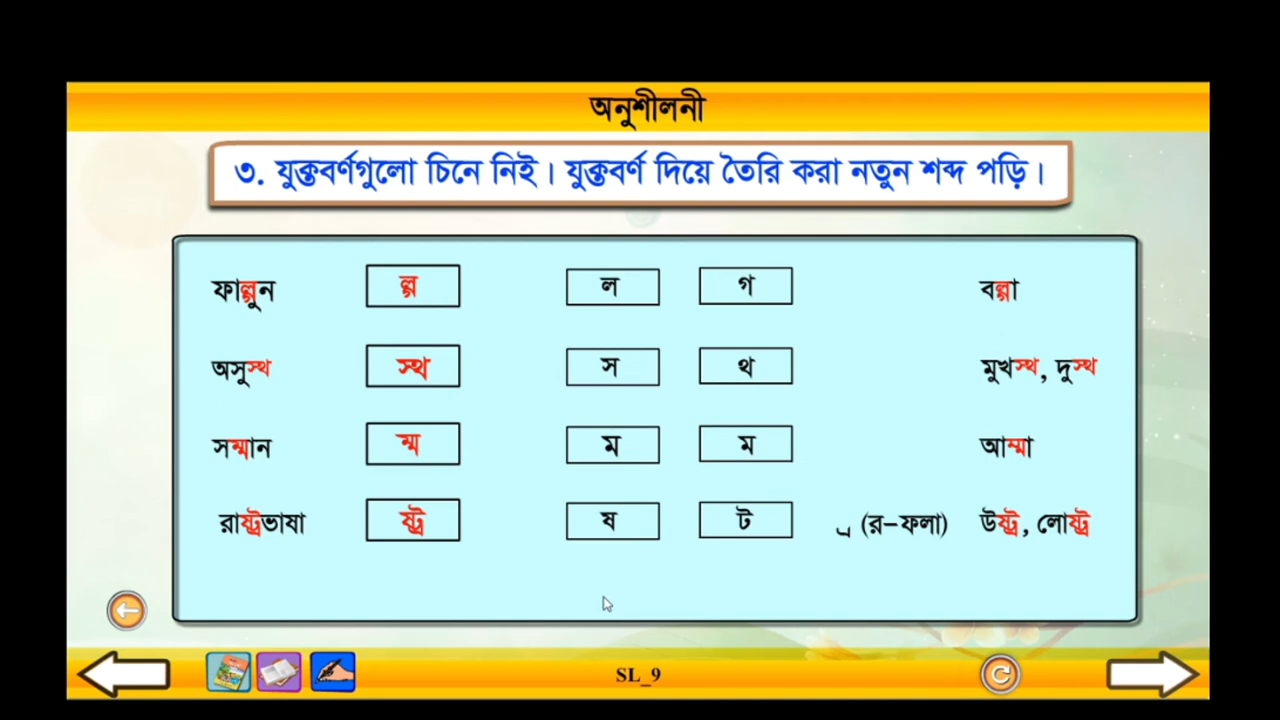 অনুশীলনী
৩. যুক্তবর্ণগুলো চিনে নিই। যুক্তবর্ণ দিয়ে তৈরি করা নতুন শব্দ পড়ি।
ফাল্গুন ল্গ ল গ বল্গা
অসুস্থ স্থ স থ মুখস্থ, দুস্থ
সম্মান ম্ম ম ম আম্মা
রাষ্ট্রভাষা ষ্ট্র ষ ট ্র (র-ফলা) উষ্ট্র, লোষ্ট্র
SL_9